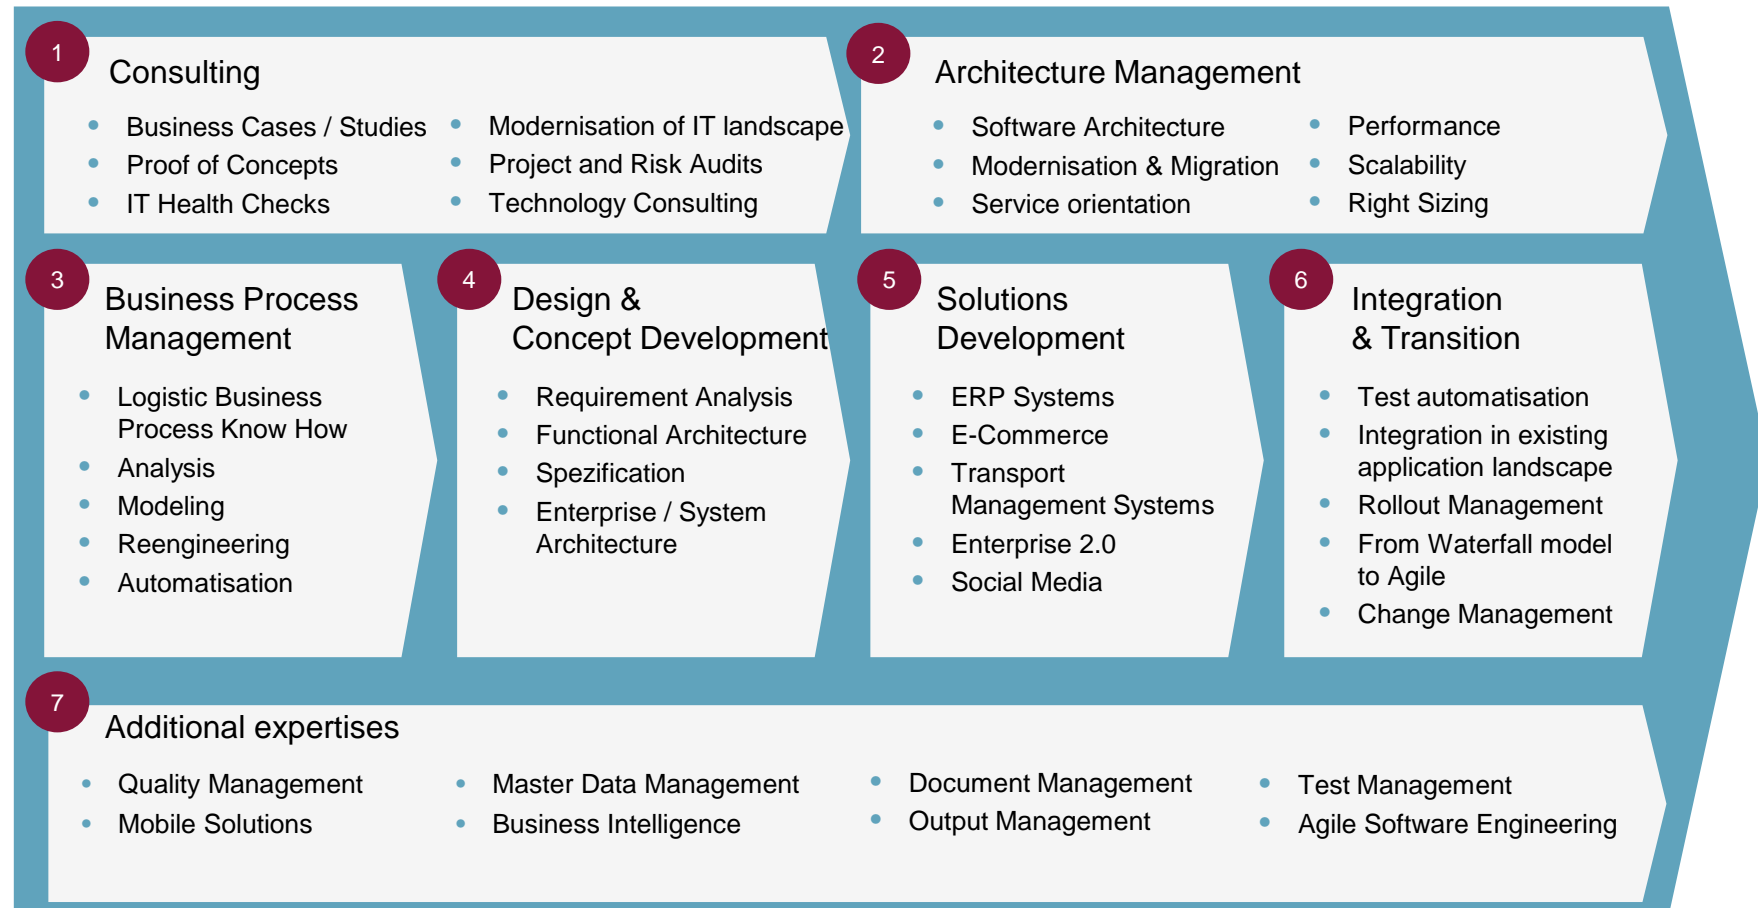 1
Consulting
Business Cases / Studies
Proof of Concepts
IT Health Checks
Modernisation of IT landscape
Project and Risk Audits
Technology Consulting
2
Architecture Management
Software Architecture
Modernisation & Migration
Service orientation
Performance
Scalability
Right Sizing
3
Business Process
Management
Logistic Business
Process Know How
Analysis
Modeling
Reengineering
Automatisation
4
Design &
Concept Development
Requirement Analysis
Functional Architecture
Spezification
Enterprise / System
Architecture
5
Solutions
Development
ERP Systems
E-Commerce
Transport
Management Systems
Enterprise 2.0
Social Media
6
Integration
& Transition
Test automatisation
Integration in existing
application landscape
Rollout Management
From Waterfall model
to Agile
Change Management
7
Additional expertises
Quality Management
Mobile Solutions
Master Data Management
Business Intelligence
Document Management
Output Management
Test Management
Agile Software Engineering